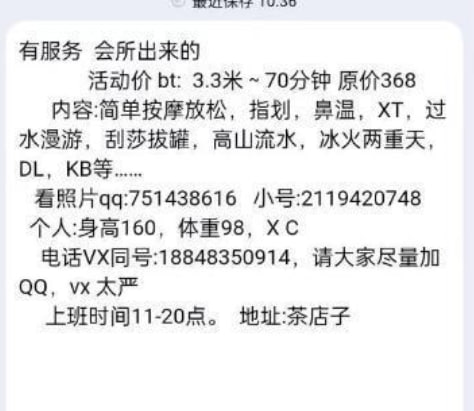 最近保存 10:36
有服务 会所出来的
活动价 bt: 3.3米 ~ 70分钟 原价368
内容:简单按摩放松，指划，鼻温，XT，过
水漫游，刮莎拔罐，高山流水，冰火两重天，
DL，KB等......
看照片qq:751438616 小号:2119420748
个人:身高160，体重98，X C
电话VX同号:18848350914，请大家尽量加
QQ，vx 太严
上班时间11-20点。 地址:茶店子